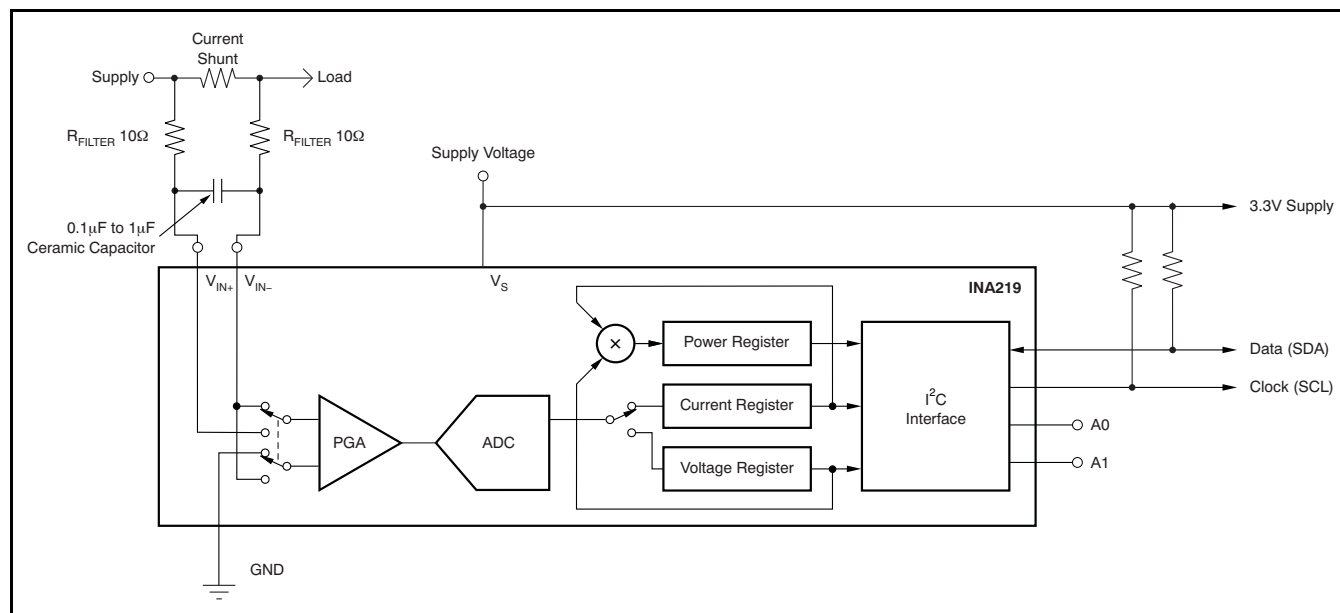 Current
Shunt
Supply
Load
R_FILTER 10Ω
R_FILTER 10Ω
0.1μF to 1μF
Ceramic Capacitor
Supply Voltage
3.3V Supply
V_IN+
V_IN–
V_S
INA219
×
Power Register
Current Register
Voltage Register
PGA
ADC
I²C
Interface
Data (SDA)
Clock (SCL)
A0
A1
GND